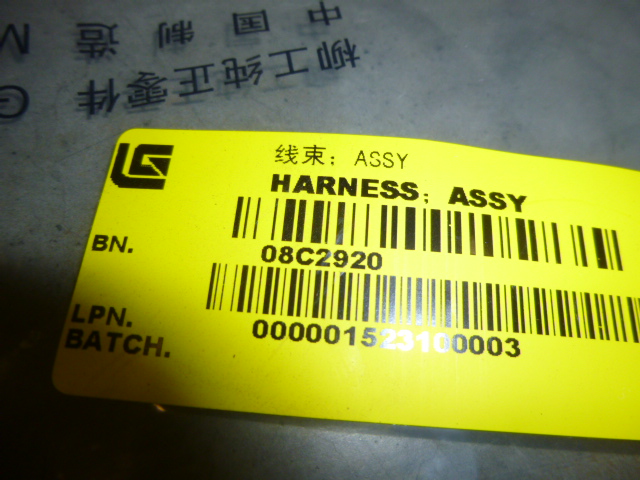 中国制造 M
柳工纯正零件 G
LG
线束；ASSY
HARNESS；ASSY
BN.
08C2920
LPN.
BATCH.
000001523100003